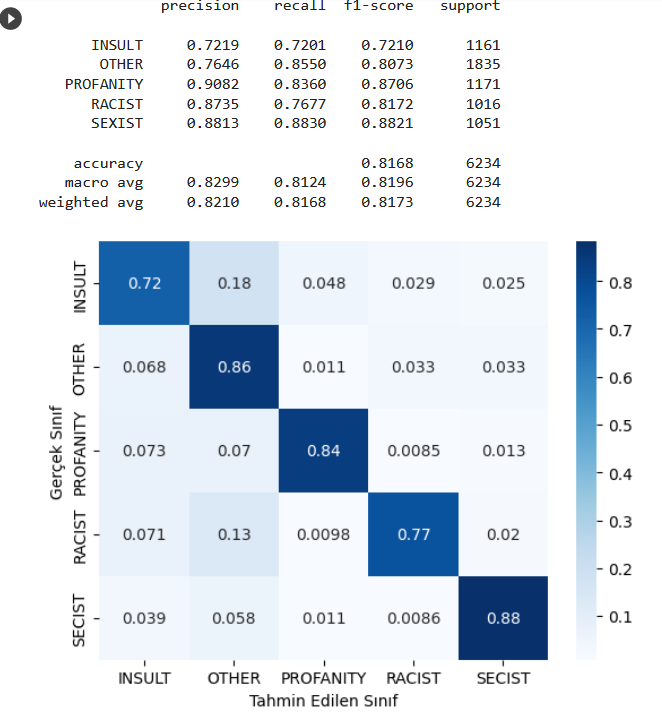 precision recall f1-score support
INSULT 0.7219 0.7201 0.7210 1161
OTHER 0.7646 0.8550 0.8073 1835
PROFANITY 0.9082 0.8360 0.8706 1171
RACIST 0.8735 0.7677 0.8172 1016
SEXIST 0.8813 0.8830 0.8821 1051
accuracy 0.8168 6234
macro avg 0.8299 0.8124 0.8196 6234
weighted avg 0.8210 0.8168 0.8173 6234
Gerçek Sınıf
INSULT 0.72 0.18 0.048 0.029 0.025
OTHER 0.068 0.86 0.011 0.033 0.033
PROFANITY 0.073 0.07 0.84 0.0085 0.013
RACIST 0.071 0.13 0.0098 0.77 0.02
SECIST 0.039 0.058 0.011 0.0086 0.88
INSULT OTHER PROFANITY RACIST SECIST
Tahmin Edilen Sınıf
0.8
0.7
0.6
0.5
0.4
0.3
0.2
0.1